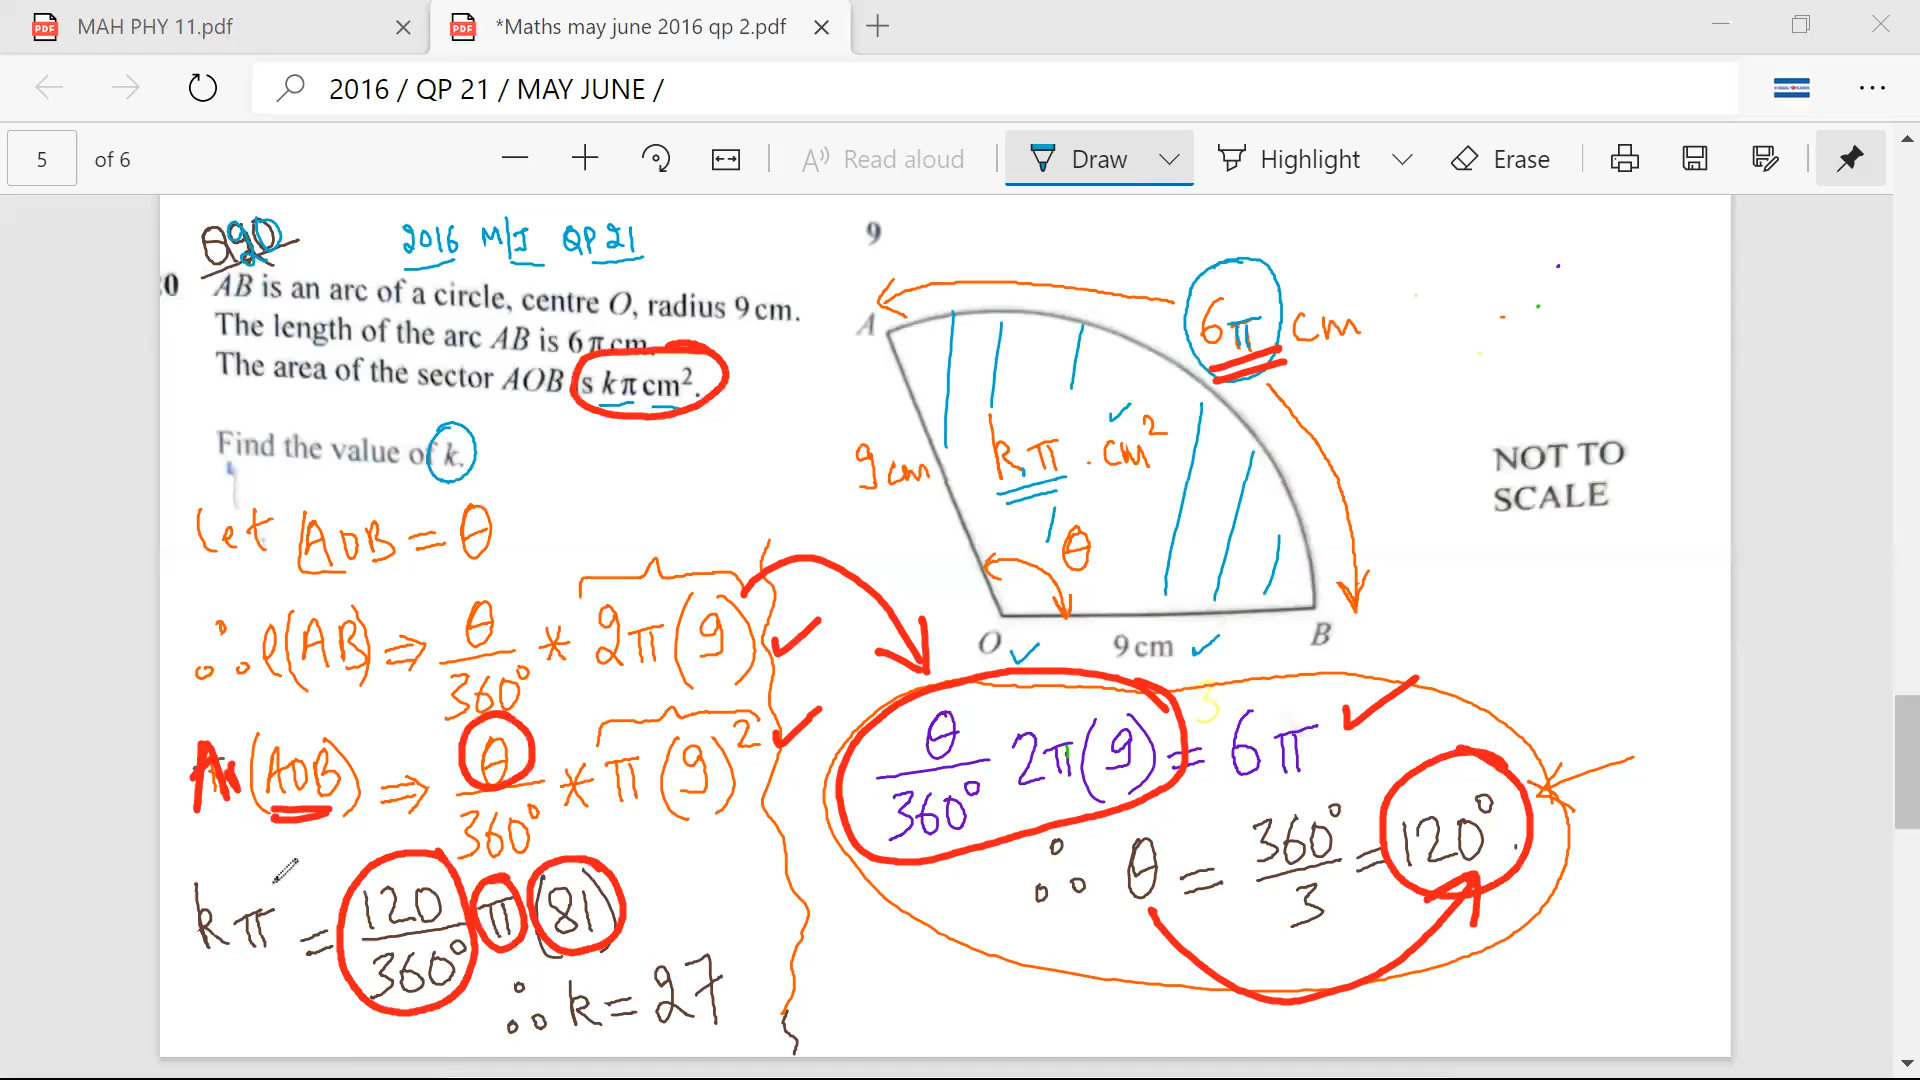 MAH PHY 11.pdf
*Maths may june 2016 qp 2.pdf
2016 / QP 21 / MAY JUNE /
5 of 6
Read aloud
Draw
Highlight
Erase
Q20
2016 M/J QP 21
0 AB is an arc of a circle, centre O, radius 9 cm.
The length of the arc AB is 6π cm.
The area of the sector AOB is kπ cm².
Find the value of k.
let AOB = θ
∴ l(AB) ⇒ θ/360° * 2π(9)
Ar(AOB) ⇒ θ/360° * π(9)²
kπ = 120/360° π (81)
∴ k = 27
9
A
6π cm
9 cm
kπ . cm²
θ
O
9 cm
B
NOT TO
SCALE
3
θ/360° 2π(9) = 6π
∴ θ = 360°/3 = 120°.